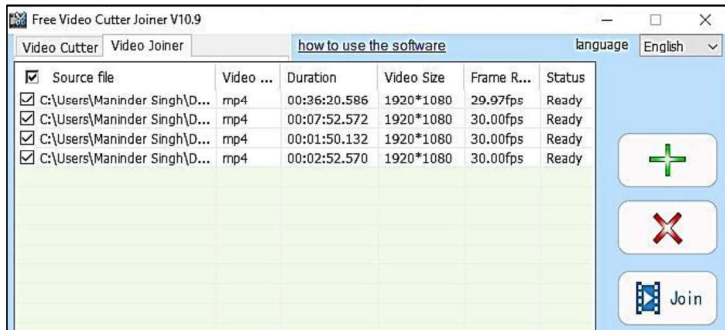 Free Video Cutter Joiner V10.9
Video Cutter Video Joiner how to use the software language English
Source file Video ... Duration Video Size Frame R... Status
C:\Users\Maninder Singh\D... mp4 00:36:20.586 1920*1080 29.97fps Ready
C:\Users\Maninder Singh\D... mp4 00:07:52.572 1920*1080 30.00fps Ready
C:\Users\Maninder Singh\D... mp4 00:01:50.132 1920*1080 30.00fps Ready
C:\Users\Maninder Singh\D... mp4 00:02:52.570 1920*1080 30.00fps Ready
Join